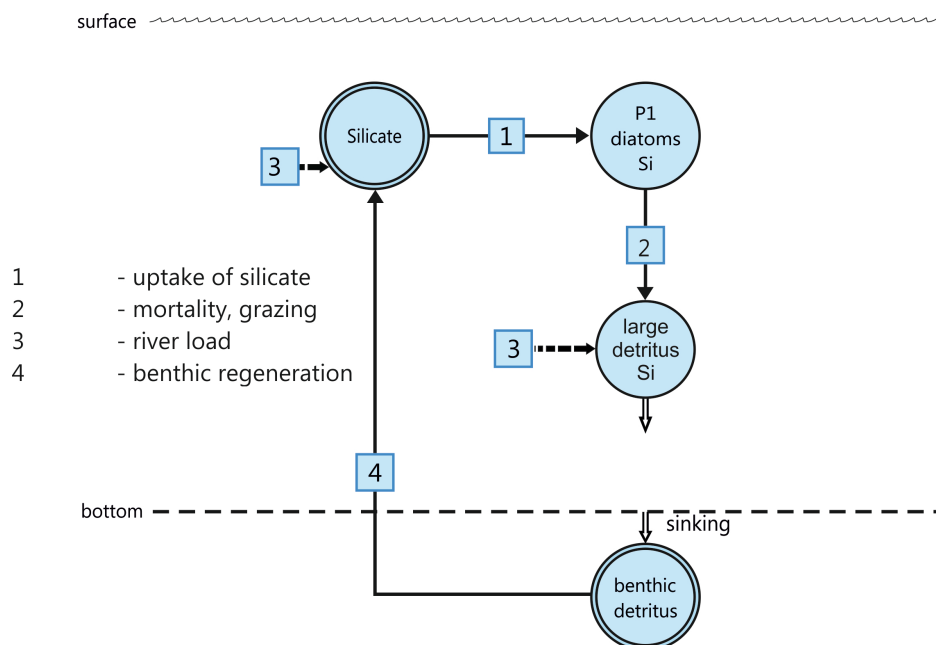 surface
Silicate
1
P1
diatoms
Si
3
2
1 - uptake of silicate
2 - mortality, grazing
3 - river load
4 - benthic regeneration
large
detritus
Si
3
4
bottom
sinking
benthic
detritus